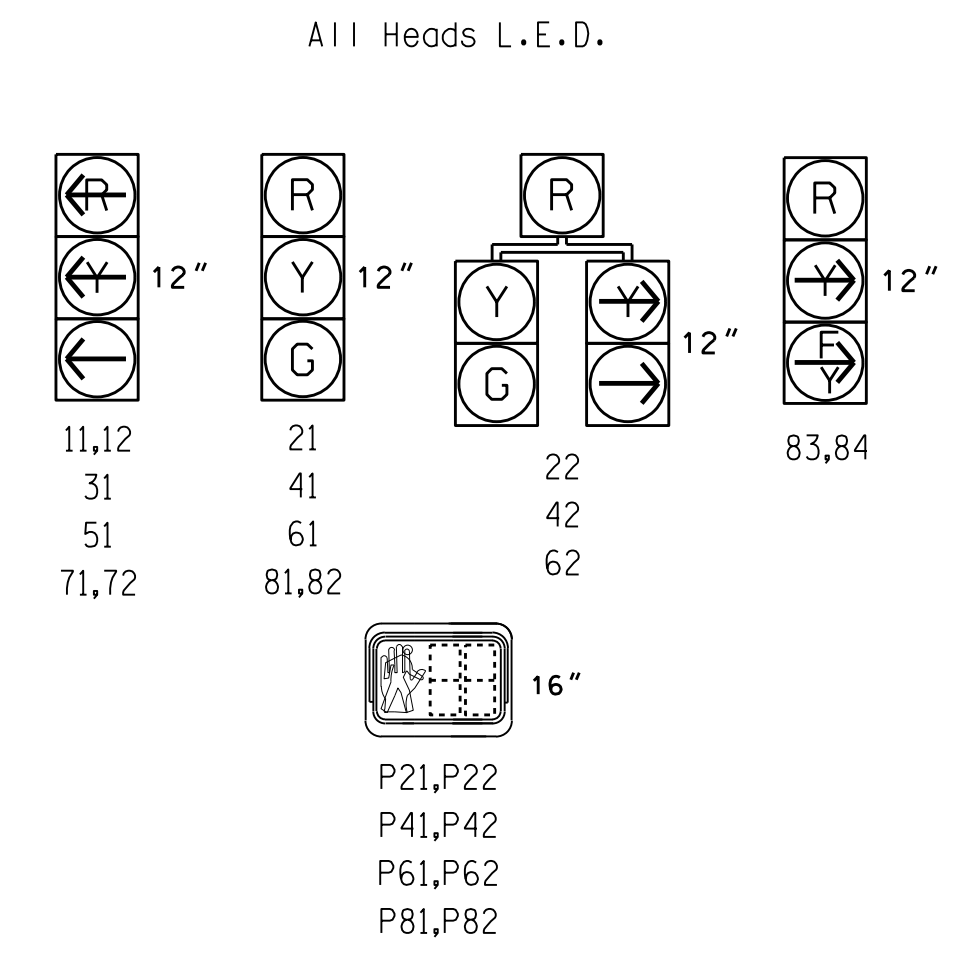 All Heads L.E.D.
R
Y
12"
11,12
31
51
71,72
R
Y
G
12"
21
41
61
81,82
R
Y
G
Y
12"
22
42
62
R
Y
F
Y
12"
83,84
16"
P21,P22
P41,P42
P61,P62
P81,P82